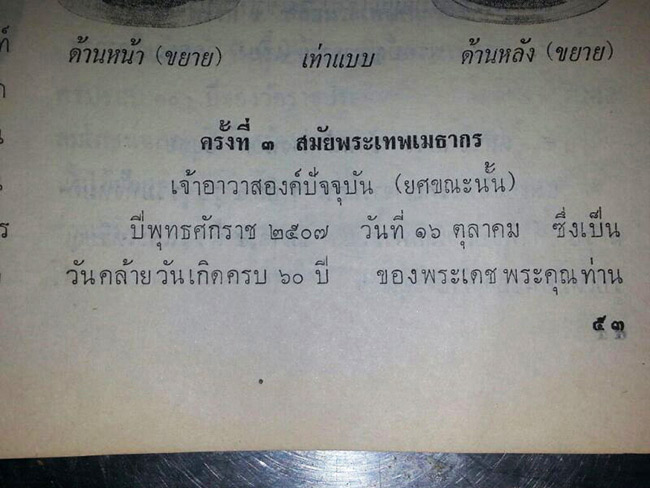 ด้านหน้า (ขยาย) เท่าแบบ ด้านหลัง (ขยาย)
ครั้งที่ ๓ สมัยพระเทพเมธากร
เจ้าอาวาสองค์ปัจจุบัน (ยศขณะนั้น)
ปีพุทธศักราช ๒๕๐๗ วันที่ ๑๖ ตุลาคม ซึ่งเป็น
วันคล้ายวันเกิดครบ ๖๐ ปี ของพระเดชพระคุณท่าน
๕๓